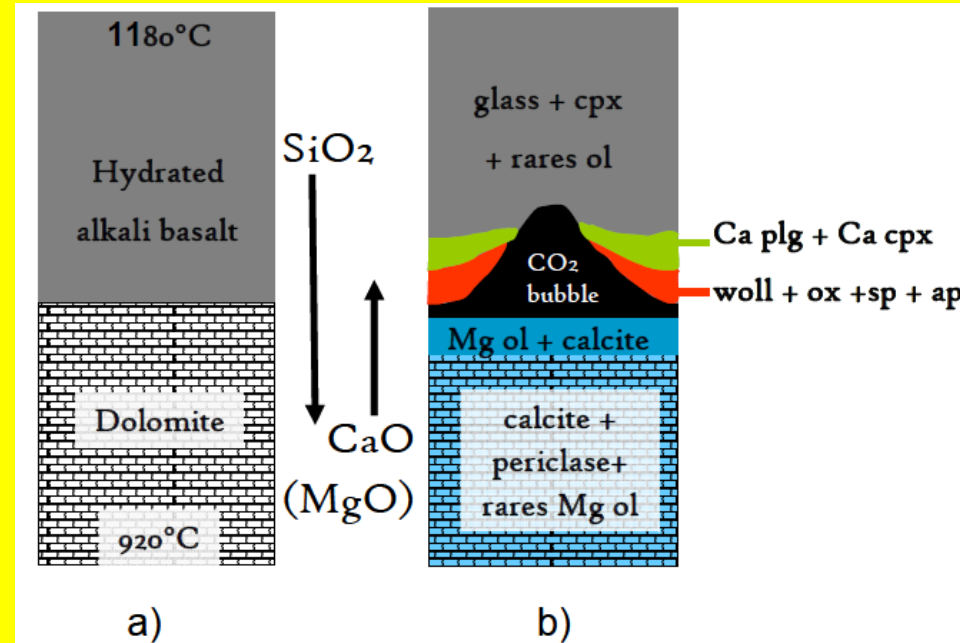 1180°C
Hydrated
alkali basalt
Dolomite
920°C
a)
SiO2
CaO
(MgO)
glass + cpx
+ rares ol
CO2
bubble
Mg ol + calcite
calcite +
periclase+
rares Mg ol
b)
Ca plg + Ca cpx
woll + ox +sp + ap